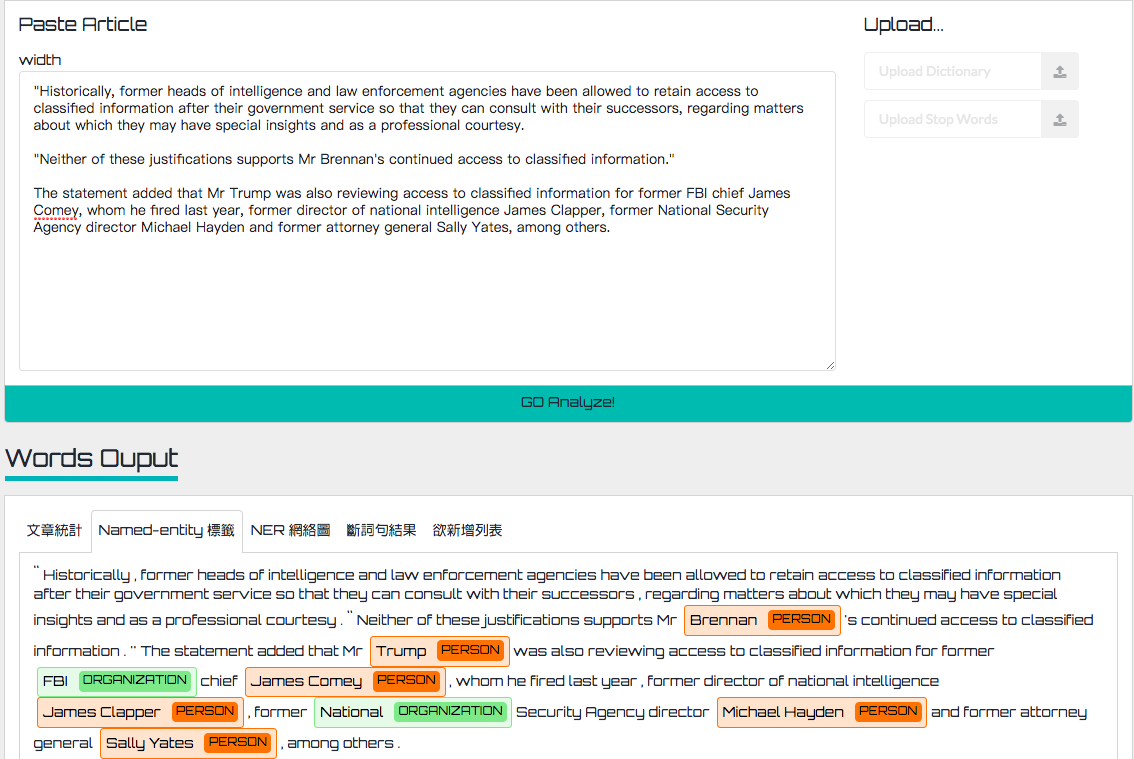 Paste Article
Upload...
width
"Historically, former heads of intelligence and law enforcement agencies have been allowed to retain access to
classified information after their government service so that they can consult with their successors, regarding matters
about which they may have special insights and as a professional courtesy.
"Neither of these justifications supports Mr Brennan's continued access to classified information."
The statement added that Mr Trump was also reviewing access to classified information for former FBI chief James
Comey, whom he fired last year, former director of national intelligence James Clapper, former National Security
Agency director Michael Hayden and former attorney general Sally Yates, among others.
Upload Dictionary
Upload Stop Words
GO Analyze!
Words Ouput
文章統計 Named-entity 標籤 NER 網絡圖 斷詞句結果 欲新增列表
`` Historically , former heads of intelligence and law enforcement agencies have been allowed to retain access to classified information
after their government service so that they can consult with their successors , regarding matters about which they may have special
insights and as a professional courtesy . `` Neither of these justifications supports Mr Brennan PERSON 's continued access to classified
information . '' The statement added that Mr Trump PERSON was also reviewing access to classified information for former
FBI ORGANIZATION chief James Comey PERSON , whom he fired last year , former director of national intelligence
James Clapper PERSON , former National ORGANIZATION Security Agency director Michael Hayden PERSON and former attorney
general Sally Yates PERSON , among others .